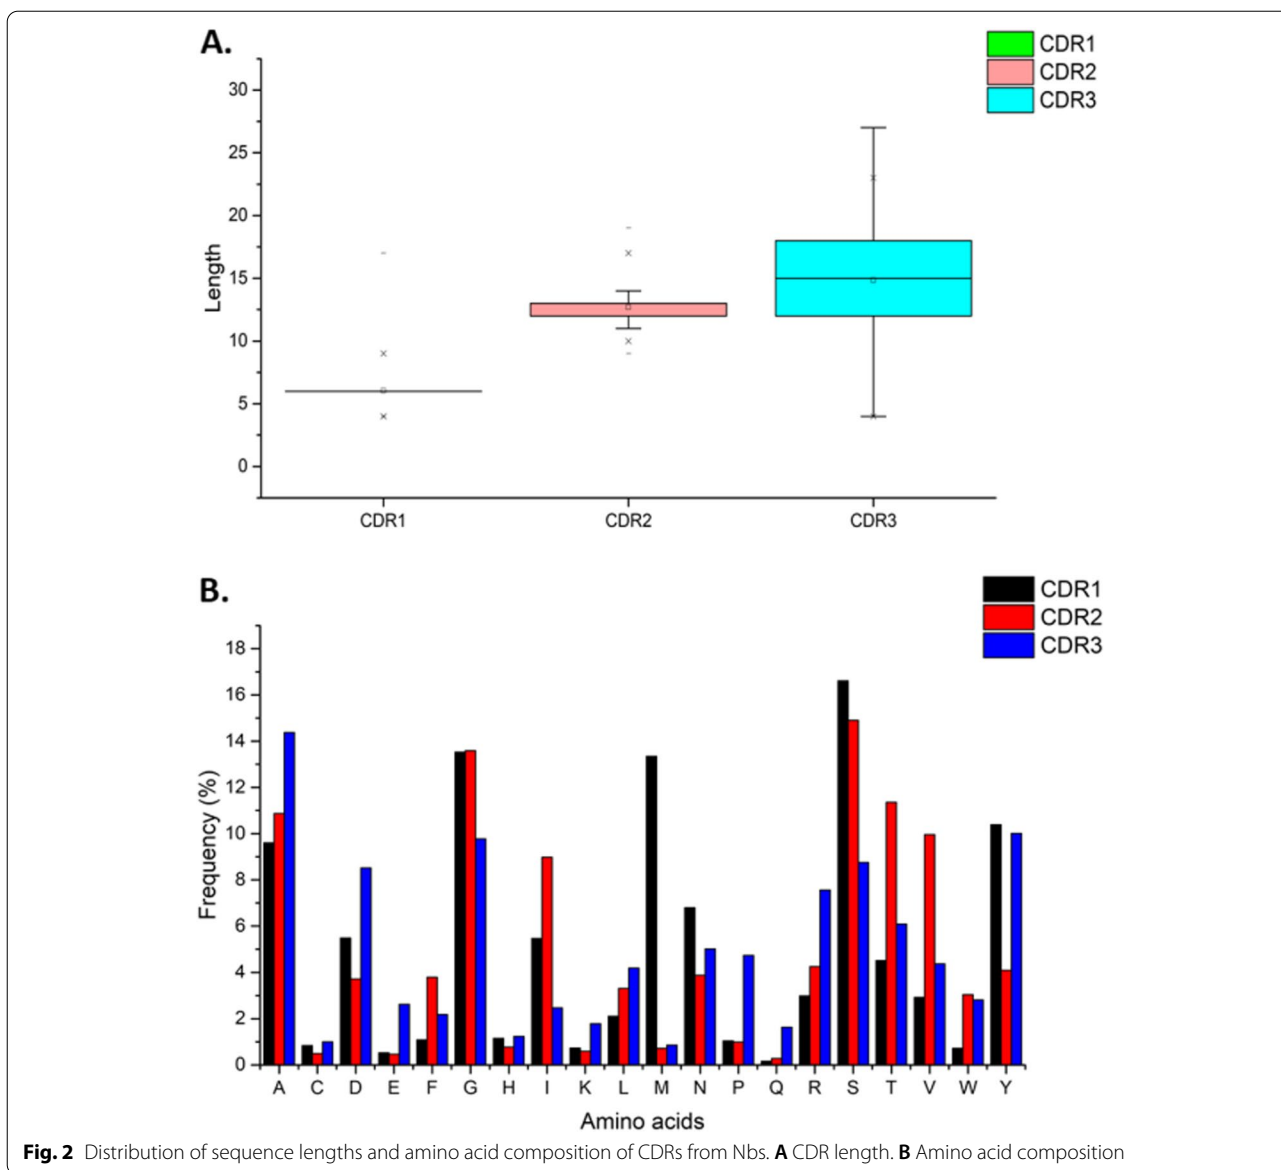 A.
CDR1
CDR2
CDR3
30
25
20
15
10
5
0
Length
CDR1 CDR2 CDR3
B.
CDR1
CDR2
CDR3
18
16
14
12
10
8
6
4
2
0
Frequency (%)
A C D E F G H I K L M N P Q R S T V W Y
Amino acids
Fig. 2 Distribution of sequence lengths and amino acid composition of CDRs from Nbs. A CDR length. B Amino acid composition